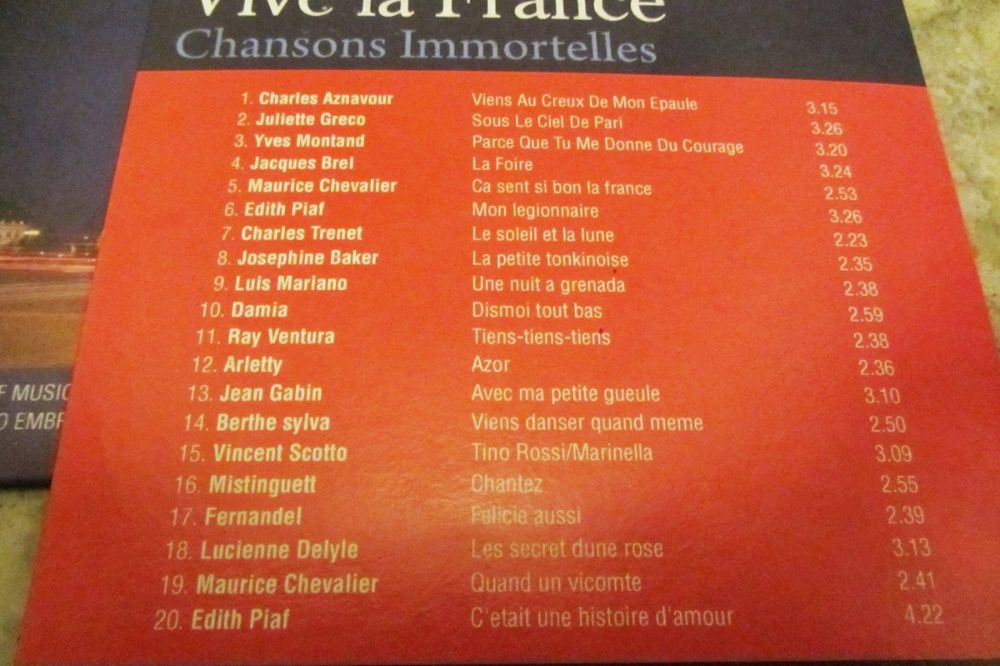 Vive la France
Chansons Immortelles
1. Charles Aznavour Viens Au Creux De Mon Epaule 3.15
2. Juliette Greco Sous Le Ciel De Pari 3.26
3. Yves Montand Parce Que Tu Me Donne Du Courage 3.20
4. Jacques Brel La Foire 3.24
5. Maurice Chevalier Ca sent si bon la france 2.53
6. Edith Piaf Mon legionnaire 3.26
7. Charles Trenet Le soleil et la lune 2.23
8. Josephine Baker La petite tonkinoise 2.35
9. Luis Mariano Une nuit a grenada 2.38
10. Damia Dismoi tout bas 2.59
11. Ray Ventura Tiens-tiens-tiens 2.38
12. Arletty Azor 2.36
13. Jean Gabin Avec ma petite gueule 3.10
14. Berthe sylva Viens danser quand meme 2.50
15. Vincent Scotto Tino Rossi/Marinella 3.09
16. Mistinguett Chantez 2.55
17. Fernandel Felicie aussi 2.39
18. Lucienne Delyle Les secret dune rose 3.13
19. Maurice Chevalier Quand un vicomte 2.41
20. Edith Piaf C'etait une histoire d'amour 4.22
F MUSIC
O EMBR